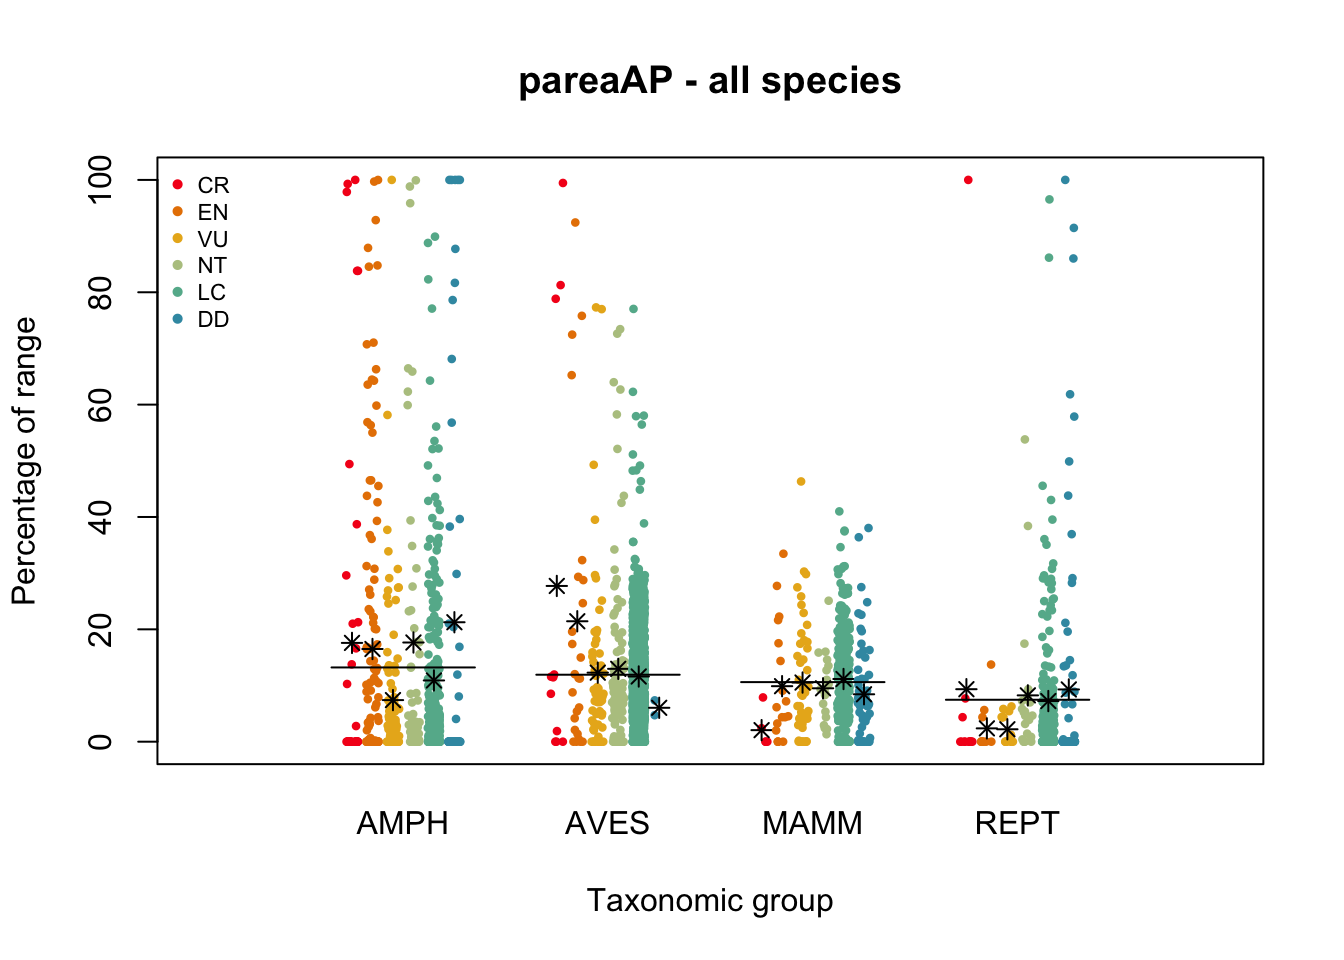 pareaAP - all species
Percentage of range
100
80
60
40
20
0
CR
EN
VU
NT
LC
DD
AMPH AVES MAMM REPT
Taxonomic group